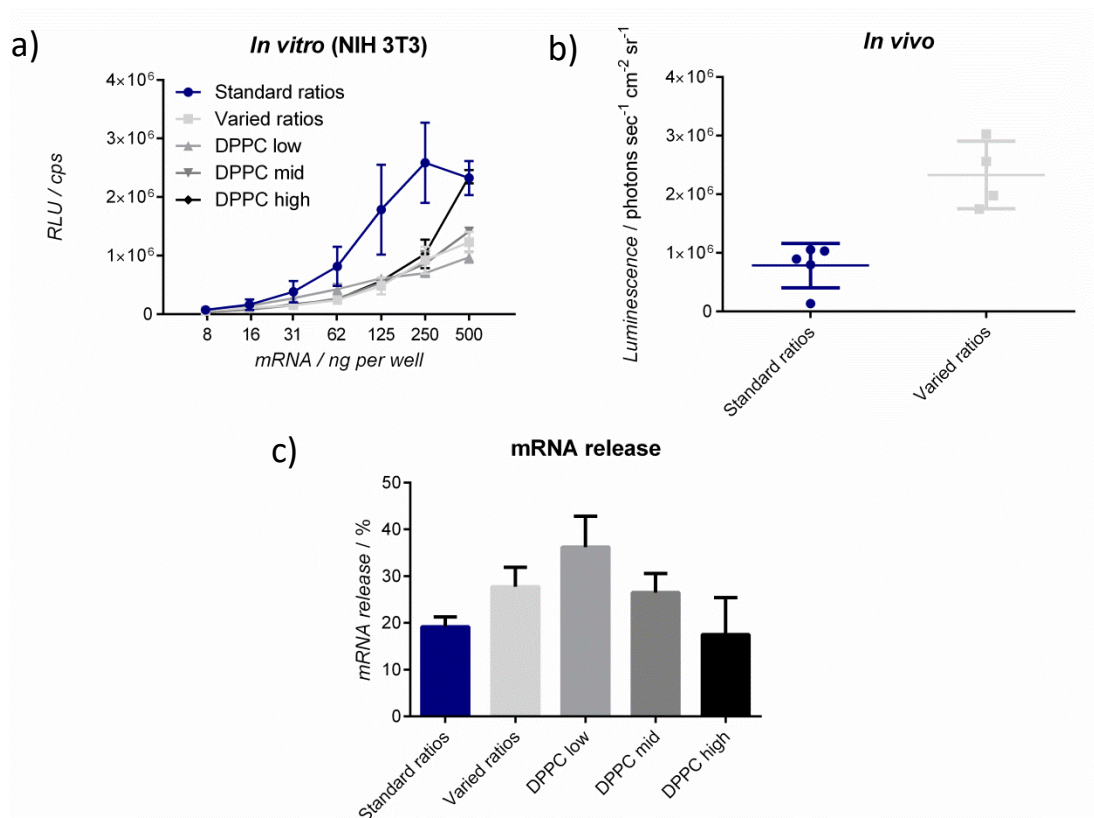 a)
In vitro (NIH 3T3)
4×10⁶
3×10⁶
2×10⁶
1×10⁶
0
RLU / cps
Standard ratios
Varied ratios
DPPC low
DPPC mid
DPPC high
8 16 31 62 125 250 500
mRNA / ng per well
b)
In vivo
4×10⁶
3×10⁶
2×10⁶
1×10⁶
0
Luminescence / photons sec⁻¹ cm⁻² sr⁻¹
Standard ratios
Varied ratios
c)
mRNA release
50
40
30
20
10
0
mRNA release / %
Standard ratios
Varied ratios
DPPC low
DPPC mid
DPPC high